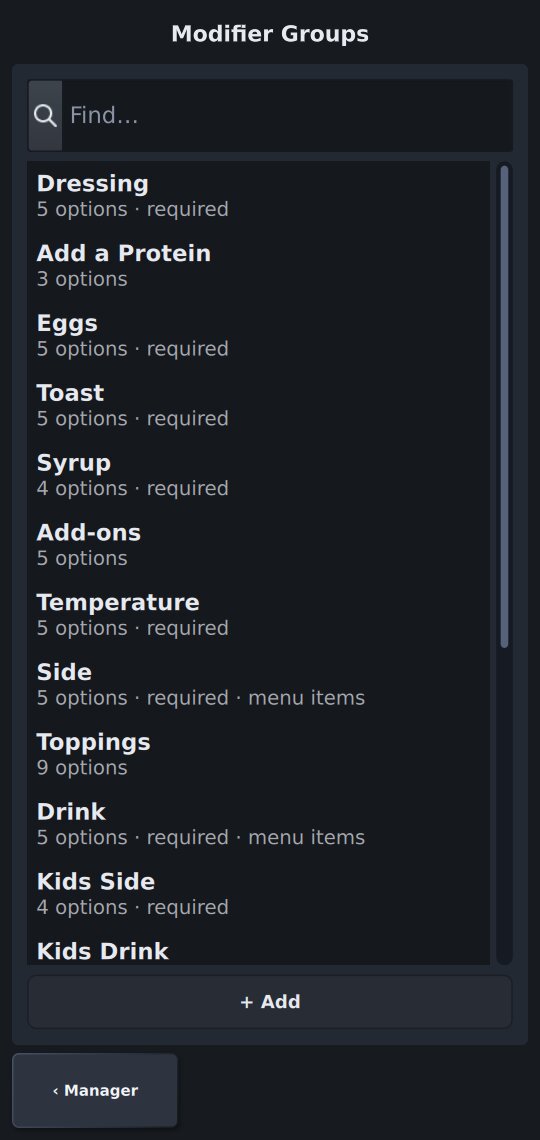 Modifier Groups
Find...
Dressing
5 options · required
Add a Protein
3 options
Eggs
5 options · required
Toast
5 options · required
Syrup
4 options · required
Add-ons
5 options
Temperature
5 options · required
Side
5 options · required · menu items
Toppings
9 options
Drink
5 options · required · menu items
Kids Side
4 options · required
Kids Drink
+ Add
‹ Manager